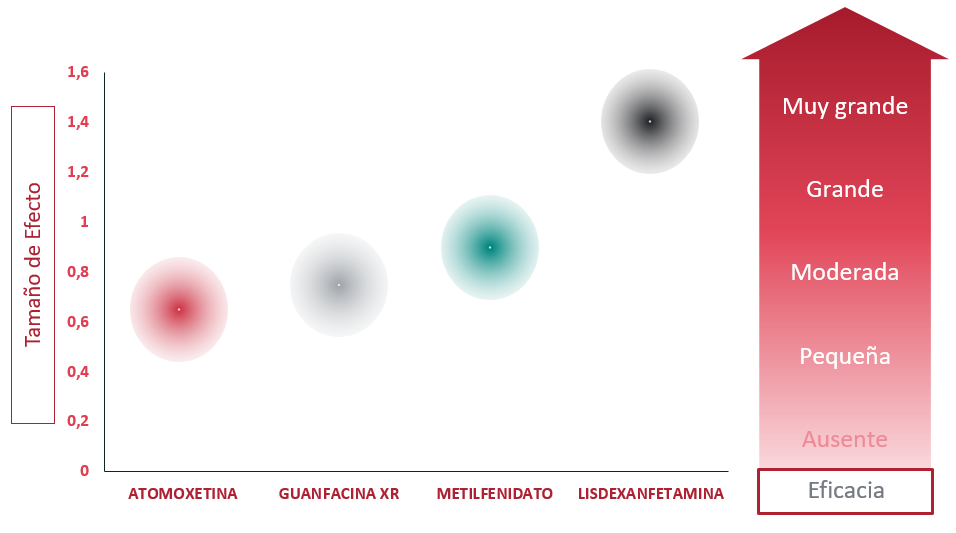 Tamaño de Efecto
1,6
1,4
1,2
1
0,8
0,6
0,4
0,2
0
ATOMOXETINA
GUANFACINA XR
METILFENIDATO
LISDEXANFETAMINA
Muy grande
Grande
Moderada
Pequeña
Ausente
Eficacia